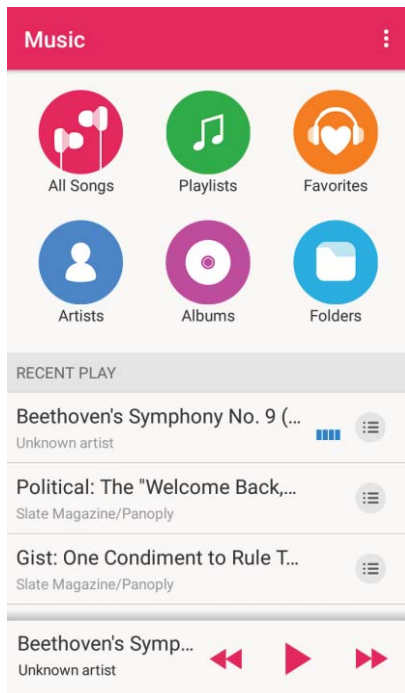 Music
All Songs Playlists Favorites
Artists Albums Folders
RECENT PLAY
Beethoven's Symphony No. 9 (...
Unknown artist
Political: The "Welcome Back,...
Slate Magazine/Panoply
Gist: One Condiment to Rule T...
Slate Magazine/Panoply
Beethoven's Symp...
Unknown artist